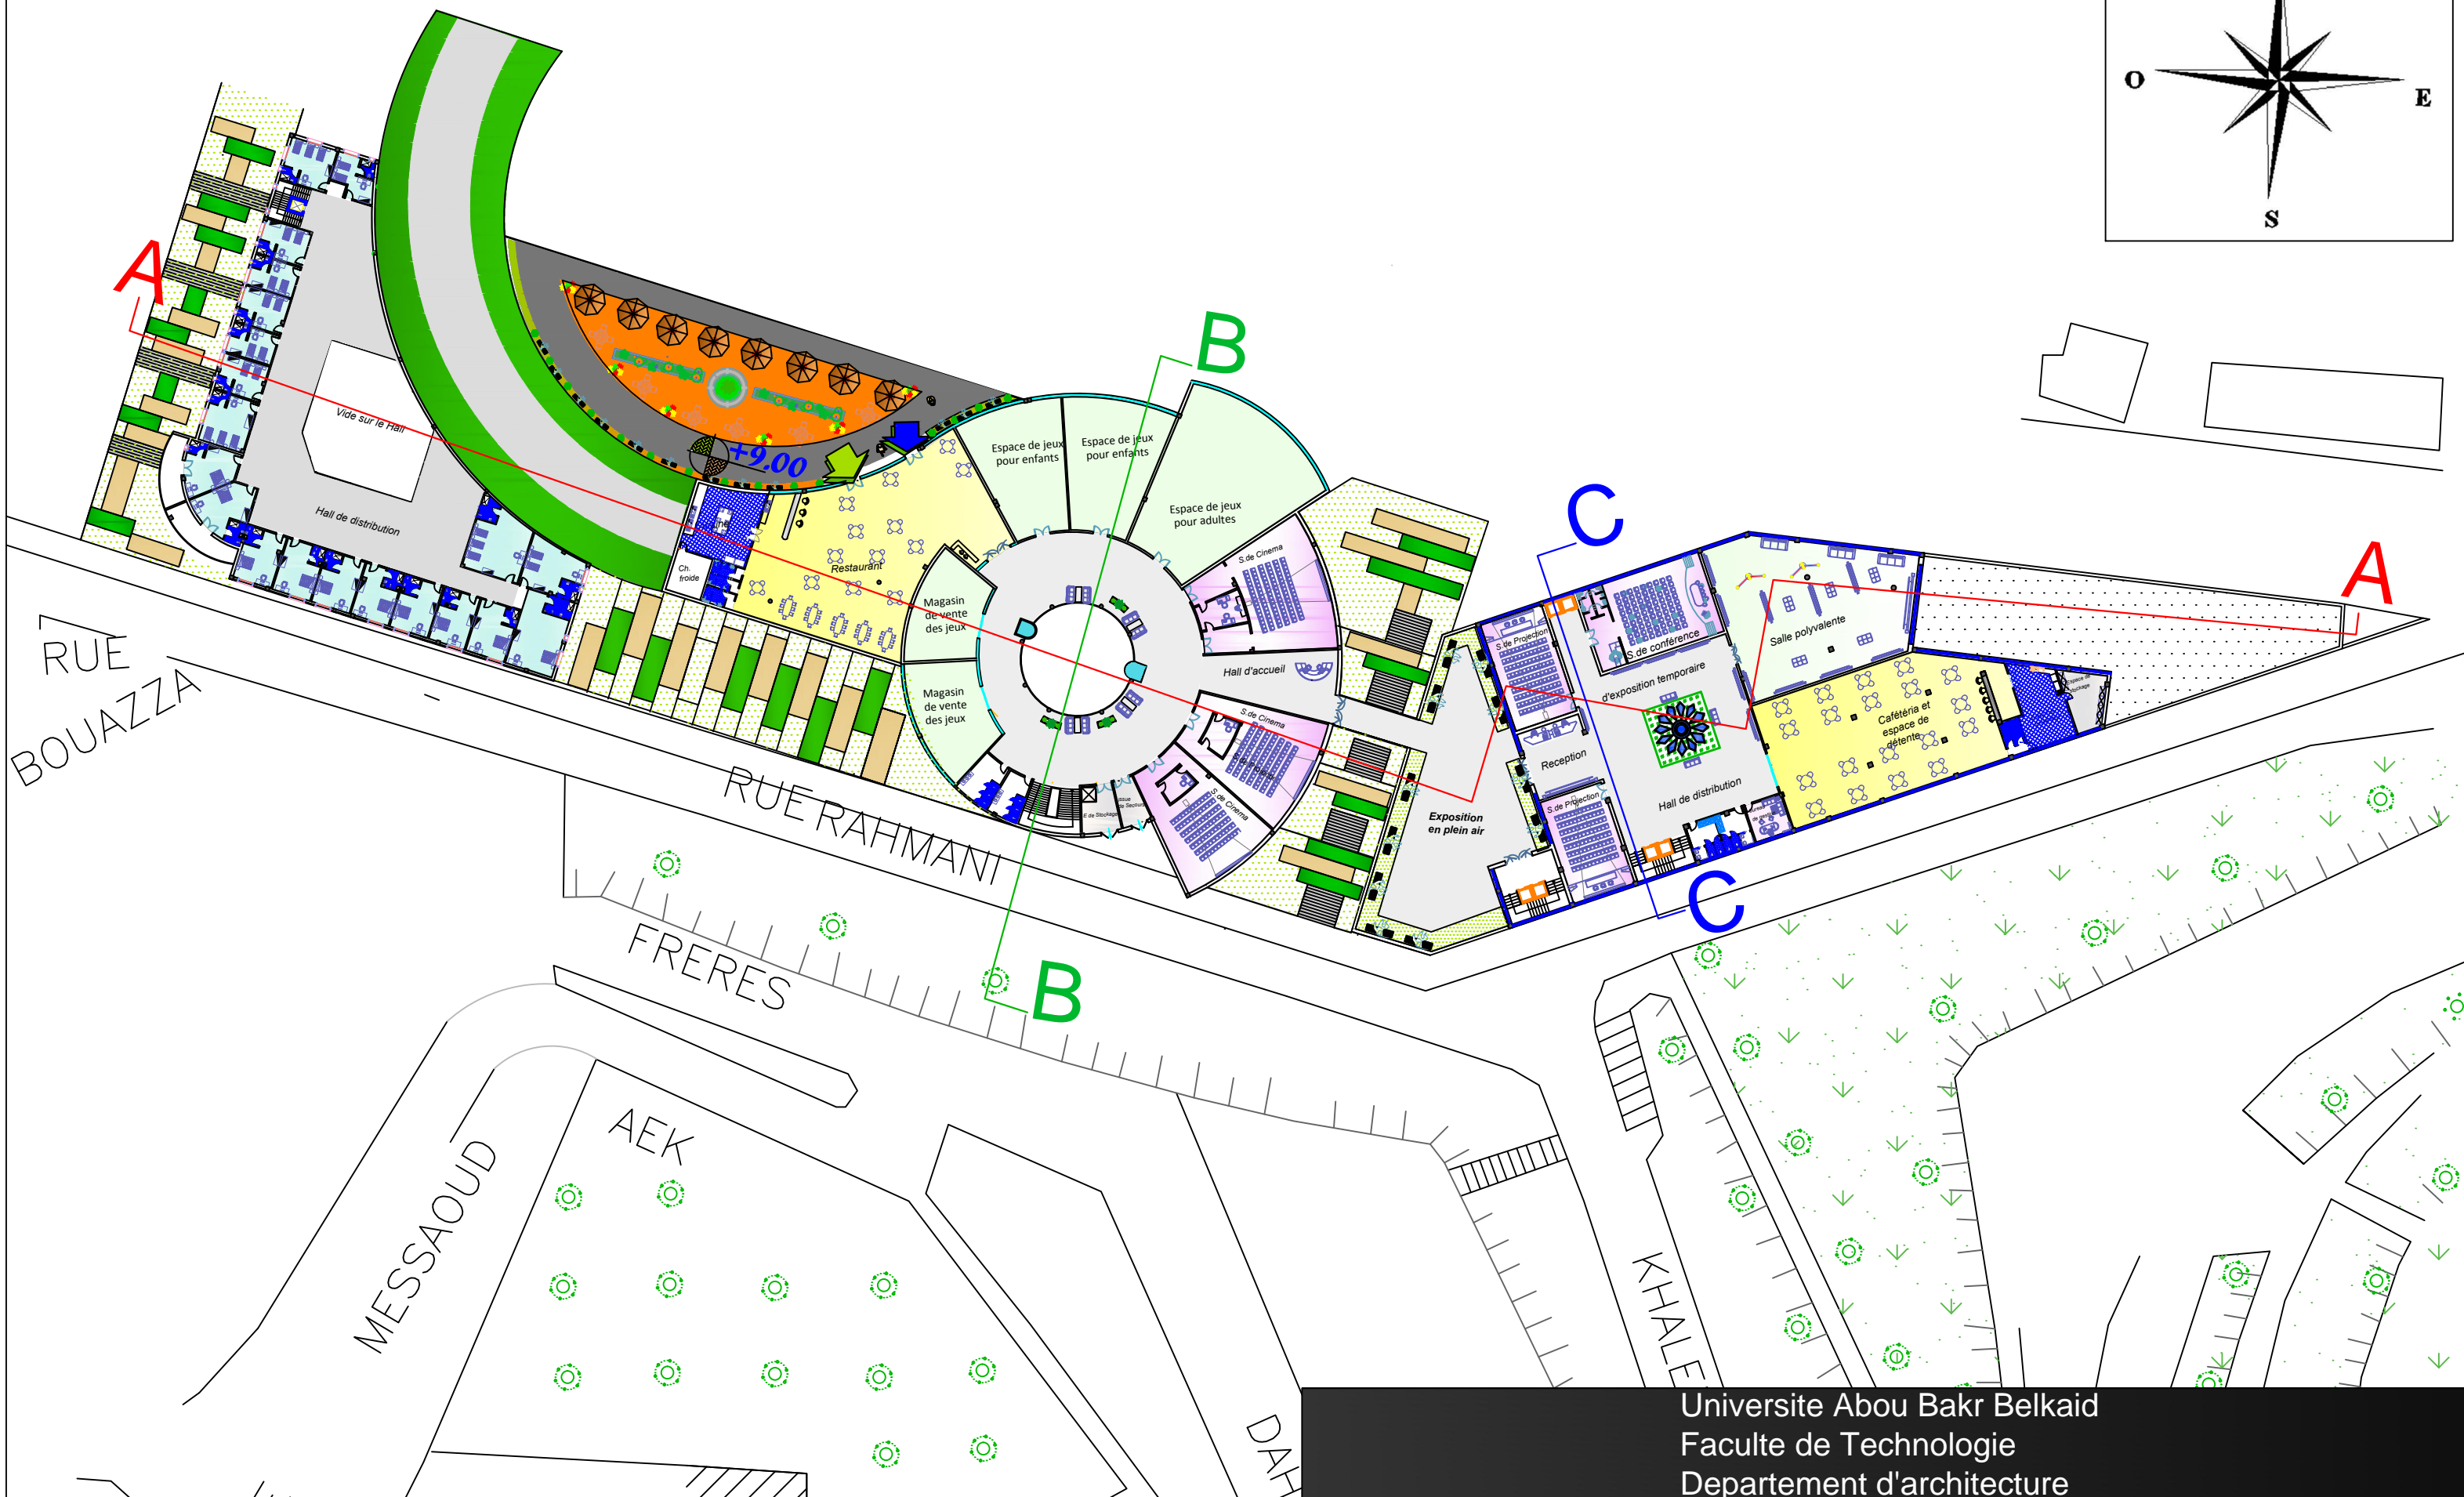 O
E
S
A
B
Vide sur le Hall
Hall de distribution
+9.00
Espace de jeux
pour enfants
Espace de jeux
pour enfants
Espace de jeux
pour adultes
Ch.
froide
Restaurant
Magasin
de vente
des jeux
Magasin
de vente
des jeux
S.de Cinema
Hall d'accueil
S.de Cinema
S.de Cinema
E de Stockage
Exposition
en plein air
C
S.de Projection
Reception
S.de Projection
S.de conférence
d'exposition temporaire
Hall de distribution
Salle polyvalente
Cafétéria et
espace de
détente
A
C
B
RUE
BOUAZZA
RUE RAHMANI
FRERES
AEK
MESSAOUD
KHALE
DAH
Universite Abou Bakr Belkaid
Faculte de Technologie
Departement d'architecture